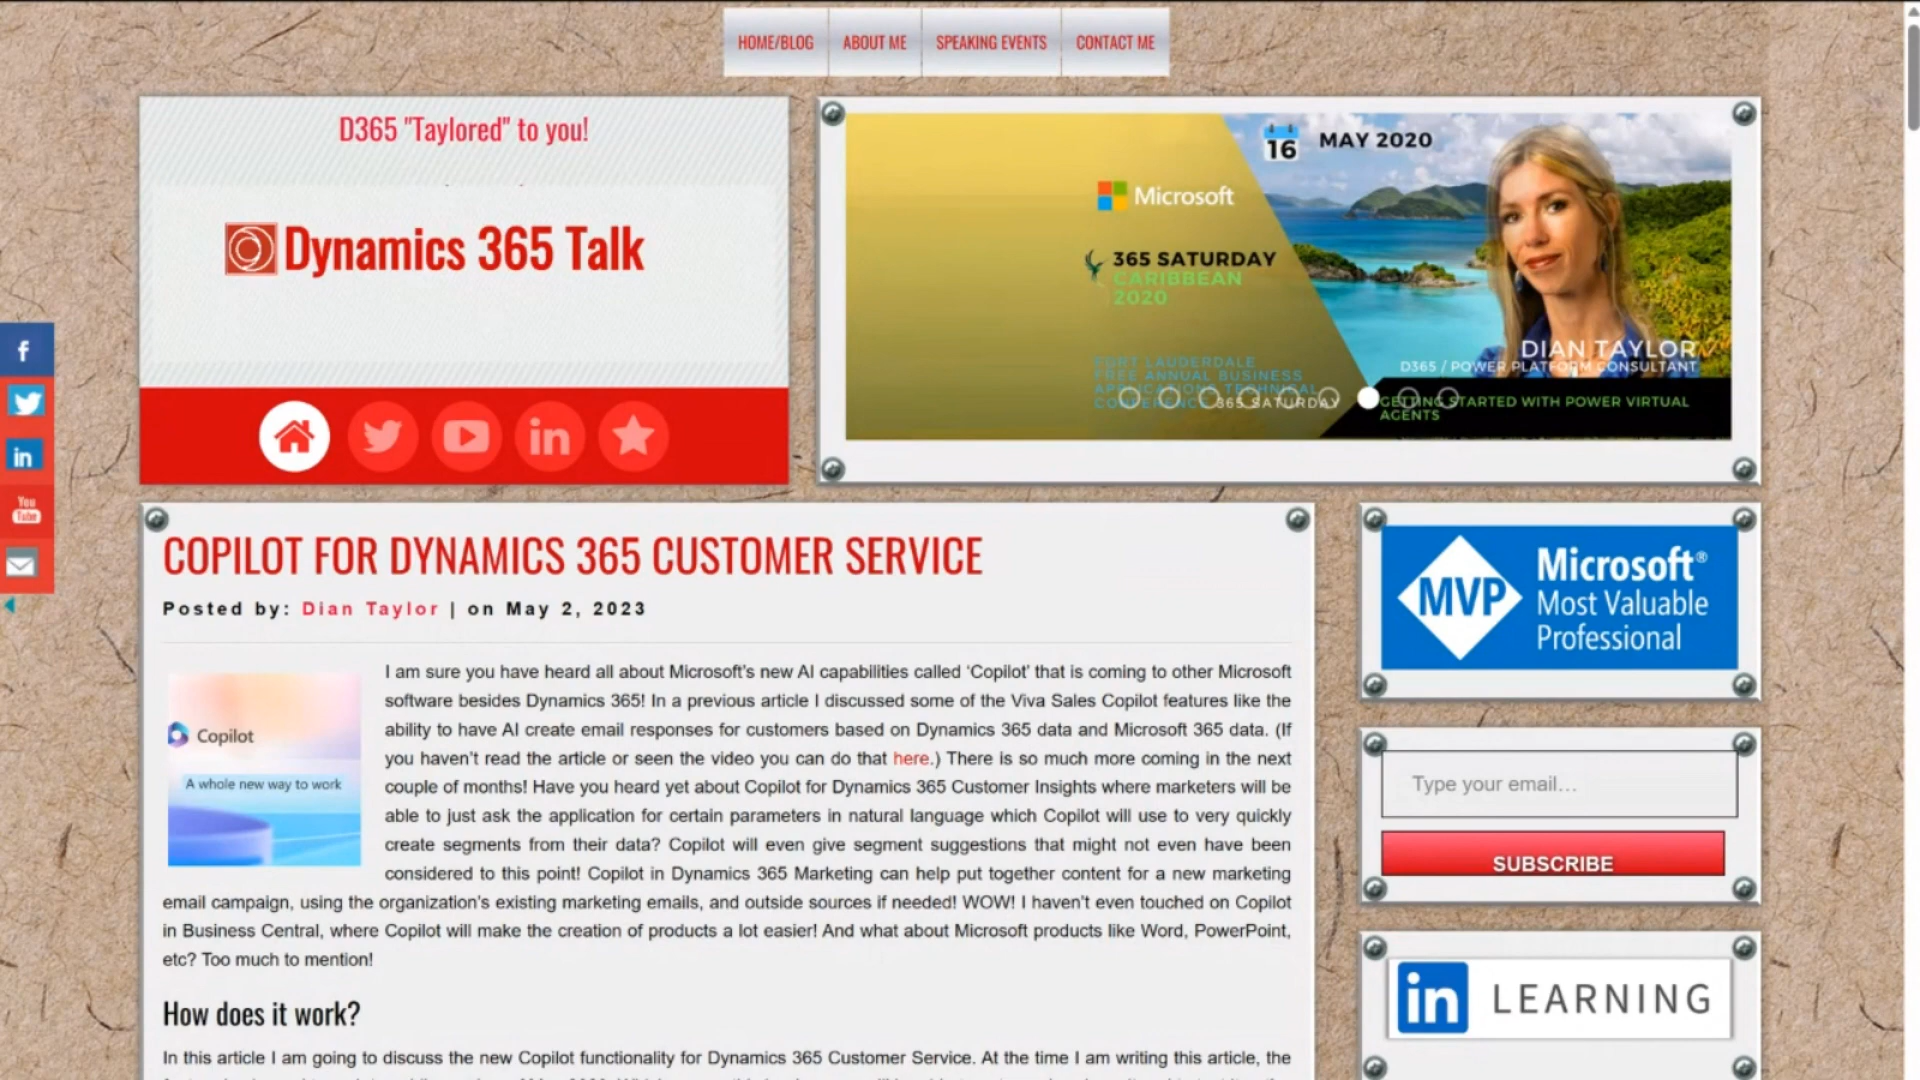 HOME/BLOG ABOUT ME SPEAKING EVENTS CONTACT ME
D365 "Taylored" to you!
Dynamics 365 Talk
16 MAY 2020
Microsoft
365 SATURDAY
CARIBBEAN
2020
FORT LAUDERDALE
FREE ANNUAL BUSINESS
APPLICATIONS TECHNICAL
365 SATURDAY
DIAN TAYLOR
D365 / POWER PLATFORM CONSULTANT
GETTING STARTED WITH POWER VIRTUAL
AGENTS
f
in
You
Tube
in
COPILOT FOR DYNAMICS 365 CUSTOMER SERVICE
Posted by: Dian Taylor | on May 2, 2023
Copilot
A whole new way to work
I am sure you have heard all about Microsoft's new AI capabilities called ‘Copilot’ that is coming to other Microsoft
software besides Dynamics 365! In a previous article I discussed some of the Viva Sales Copilot features like the
ability to have AI create email responses for customers based on Dynamics 365 data and Microsoft 365 data. (If
you haven't read the article or seen the video you can do that here.) There is so much more coming in the next
couple of months! Have you heard yet about Copilot for Dynamics 365 Customer Insights where marketers will be
able to just ask the application for certain parameters in natural language which Copilot will use to very quickly
create segments from their data? Copilot will even give segment suggestions that might not even have been
considered to this point! Copilot in Dynamics 365 Marketing can help put together content for a new marketing
email campaign, using the organization's existing marketing emails, and outside sources if needed! WOW! I haven't even touched on Copilot
in Business Central, where Copilot will make the creation of products a lot easier! And what about Microsoft products like Word, PowerPoint,
etc? Too much to mention!
How does it work?
In this article I am going to discuss the new Copilot functionality for Dynamics 365 Customer Service. At the time I am writing this article, the
MVP
Microsoft®
Most Valuable
Professional
Type your email…
SUBSCRIBE
in LEARNING